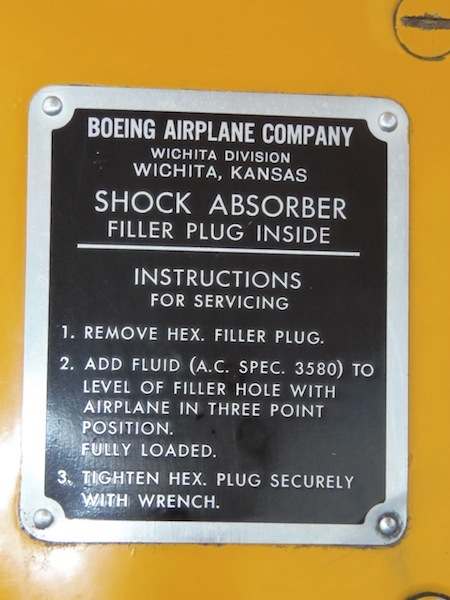 BOEING AIRPLANE COMPANY
WICHITA DIVISION
WICHITA, KANSAS
SHOCK ABSORBER
FILLER PLUG INSIDE
INSTRUCTIONS
FOR SERVICING
1. REMOVE HEX. FILLER PLUG.
2. ADD FLUID (A.C. SPEC. 3580) TO
LEVEL OF FILLER HOLE WITH
AIRPLANE IN THREE POINT
POSITION.
FULLY LOADED.
3. TIGHTEN HEX. PLUG SECURELY
WITH WRENCH.